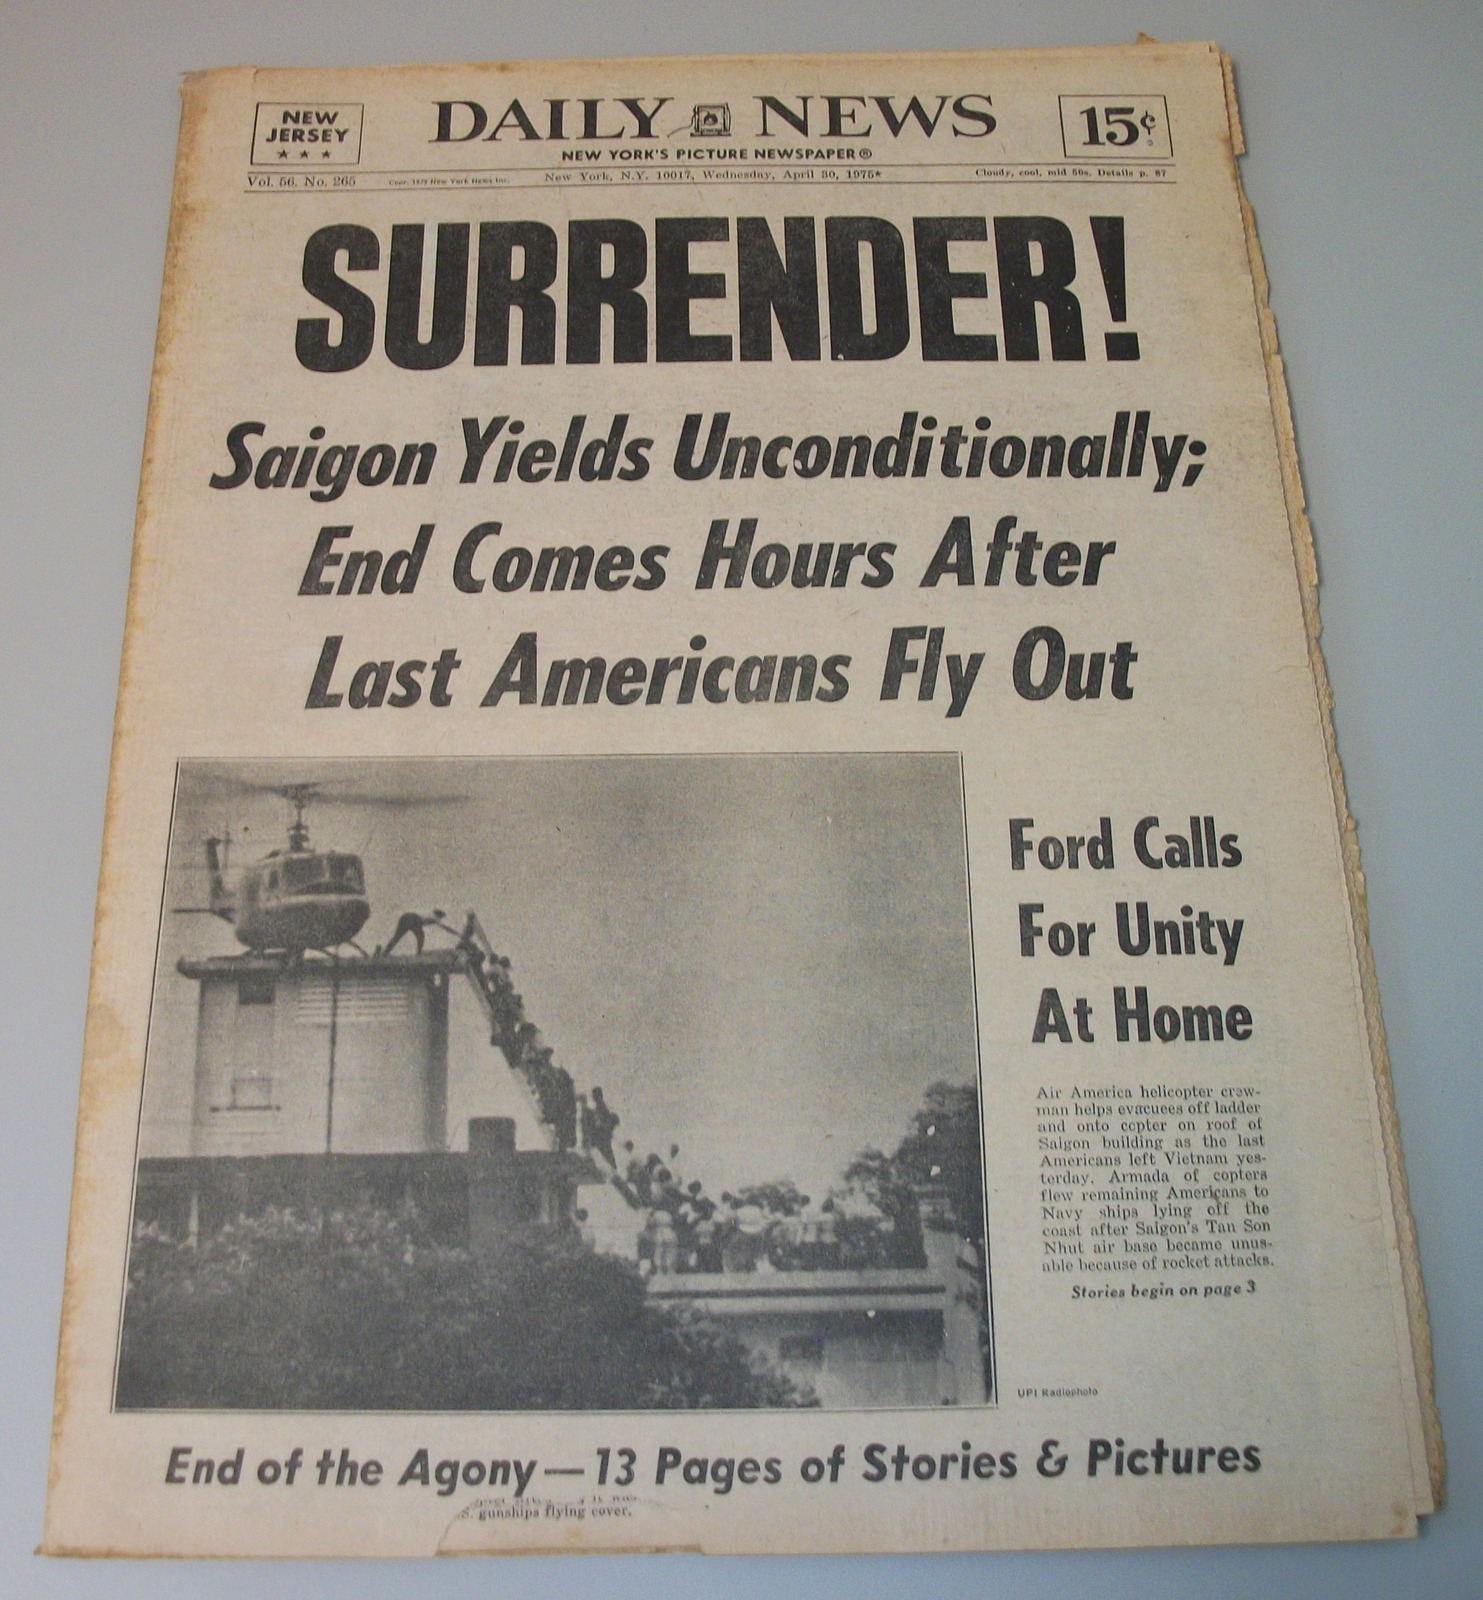 NEW
JERSEY
★ ★ ★
DAILY NEWS
NEW YORK'S PICTURE NEWSPAPER®
15¢
Vol. 56. No. 265
Copr. 1975 New York News Inc.
New York, N.Y. 10017, Wednesday, April 30, 1975★
Cloudy, cool, mid 50s. Details p. 87
SURRENDER!
Saigon Yields Unconditionally;
End Comes Hours After
Last Americans Fly Out
Ford Calls
For Unity
At Home
Air America helicopter crew-
man helps evacuees off ladder
and onto copter on roof of
Saigon building as the last
Americans left Vietnam yes-
terday. Armada of copters
flew remaining Americans to
Navy ships lying off the
coast after Saigon's Tan Son
Nhut air base became unus-
able because of rocket attacks.
Stories begin on page 3
UPI Radiophoto
End of the Agony—13 Pages of Stories & Pictures
S. gunships flying cover.